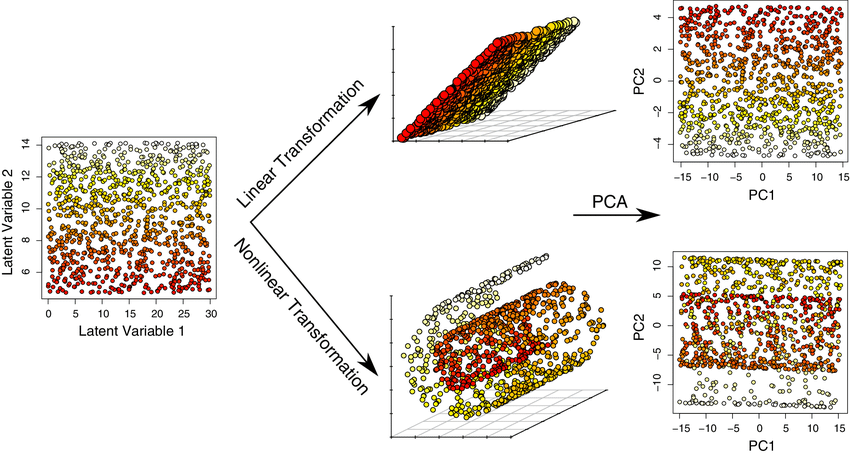 Latent Variable 2
14
12
10
8
6
0 5 10 15 20 25 30
Latent Variable 1
Linear Transformation
Nonlinear Transformation
PCA
PC2
4
2
0
−2
−4
−15 −10 −5 0 5 10 15
PC1
PC2
10
5
0
−5
−10
−15 −10 −5 0 5 10 15
PC1